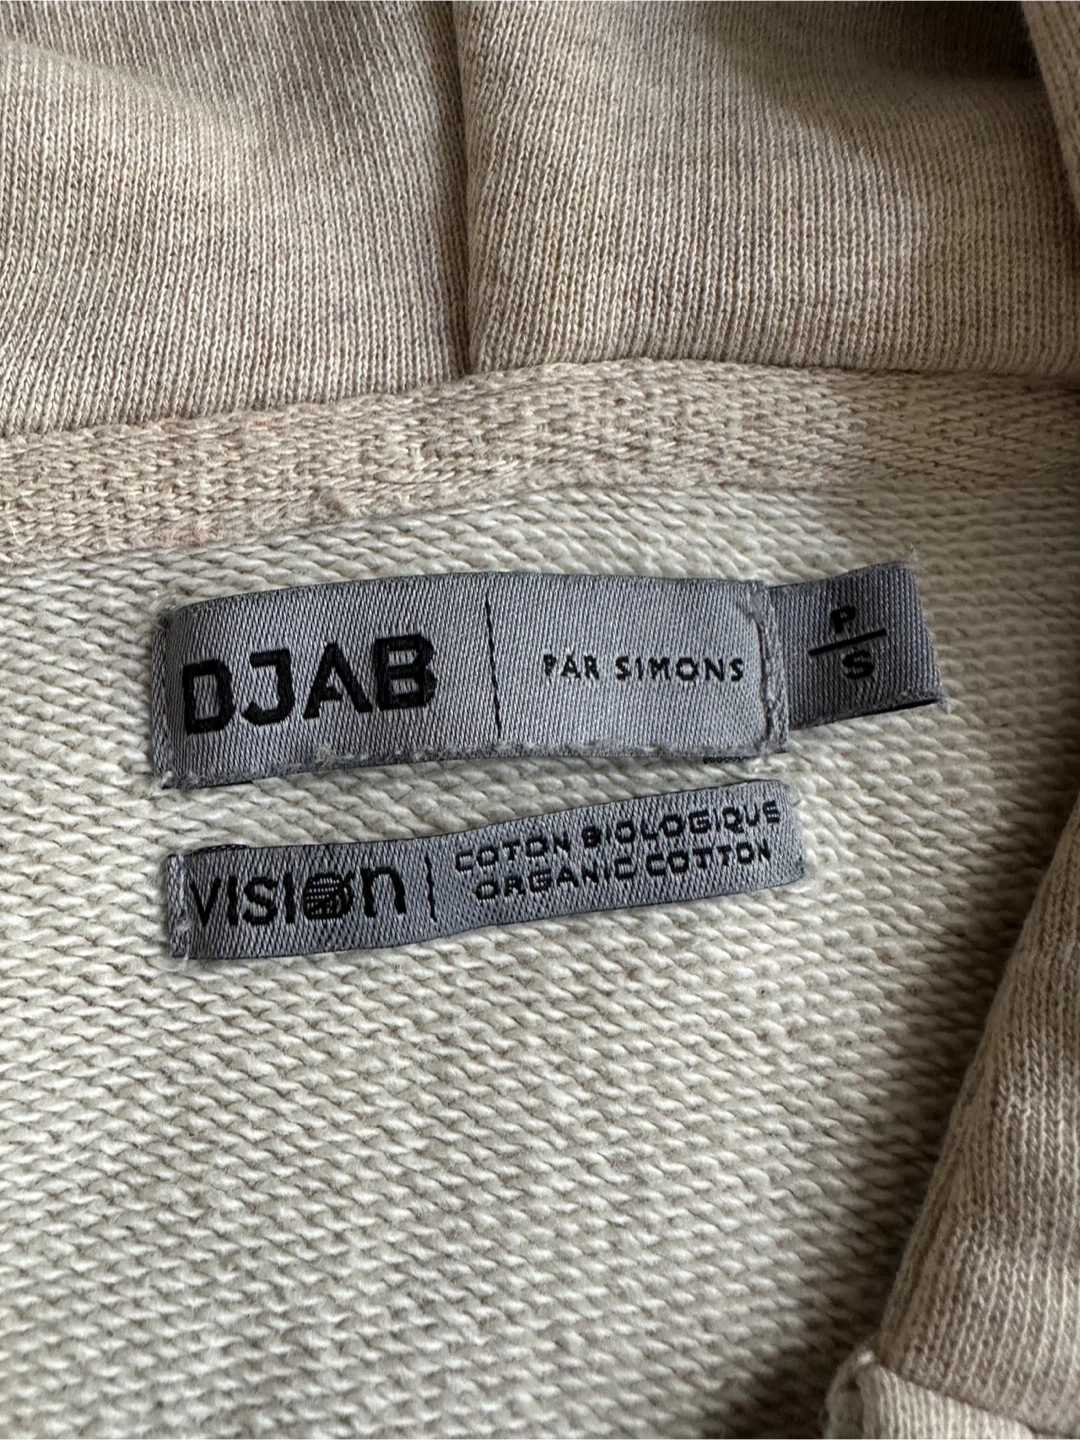 DJAB | PAR SIMONS
P
S
VISION | COTON BIOLOGIQUE
ORGANIC COTTON